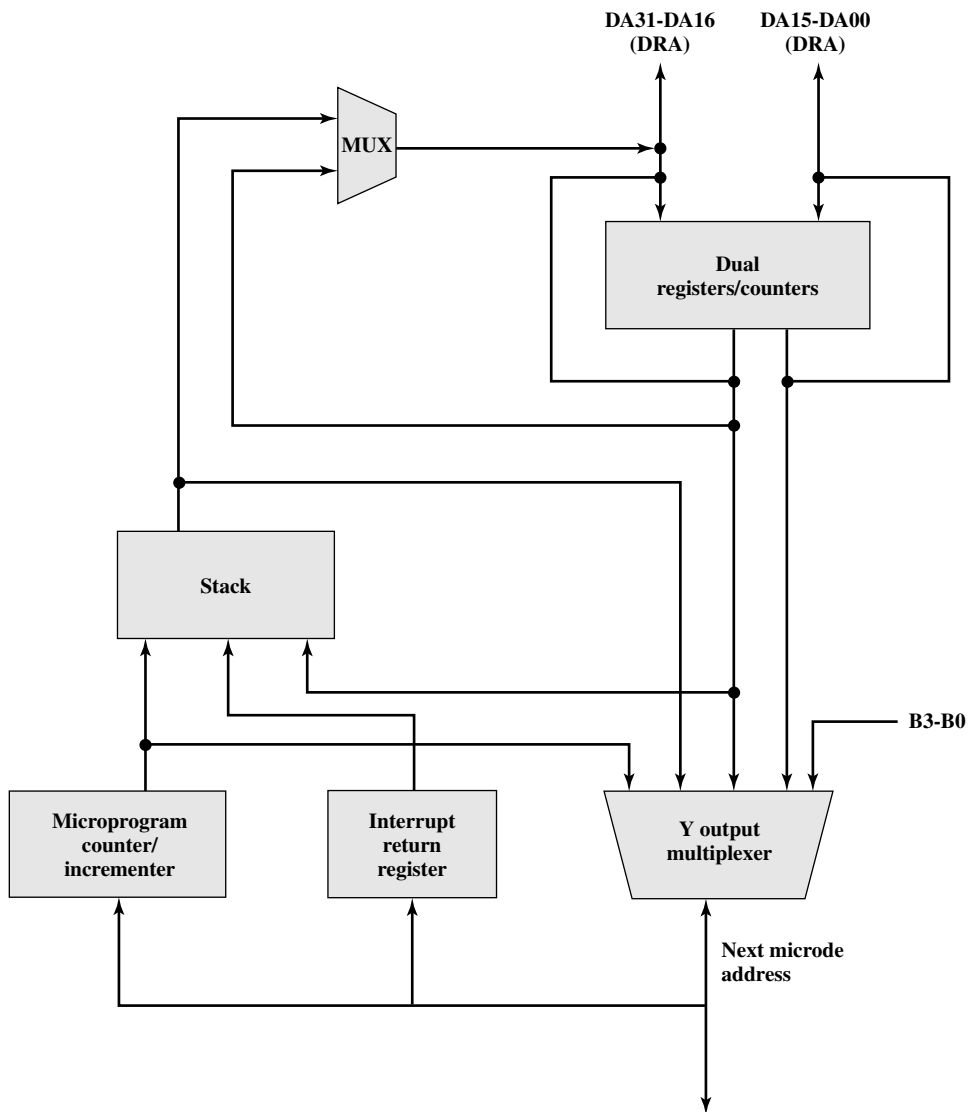 DA31-DA16
(DRA)
DA15-DA00
(DRA)
MUX
Dual
registers/counters
Stack
B3-B0
Microprogram
counter/
incrementer
Interrupt
return
register
Y output
multiplexer
Next microde
address